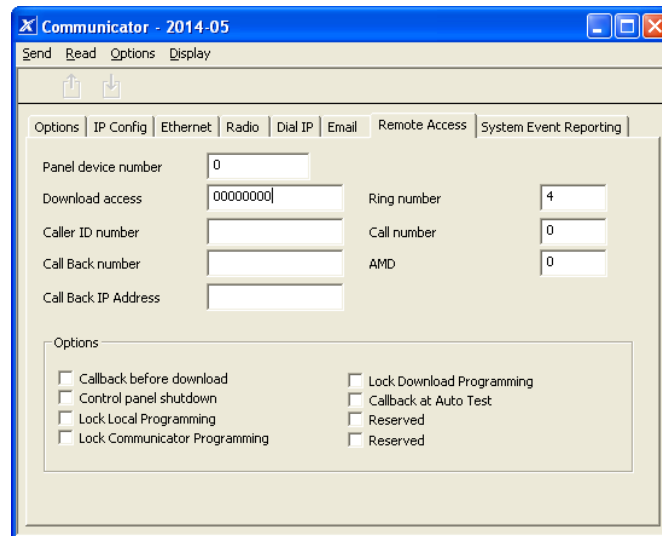 X Communicator - 2014-05
Send Read Options Display
Options IP Config Ethernet Radio Dial IP Email Remote Access System Event Reporting
Panel device number 0
Download access 00000000 Ring number 4
Caller ID number Call number 0
Call Back number AMD 0
Call Back IP Address
Options
Callback before download Lock Download Programming
Control panel shutdown Callback at Auto Test
Lock Local Programming Reserved
Lock Communicator Programming Reserved